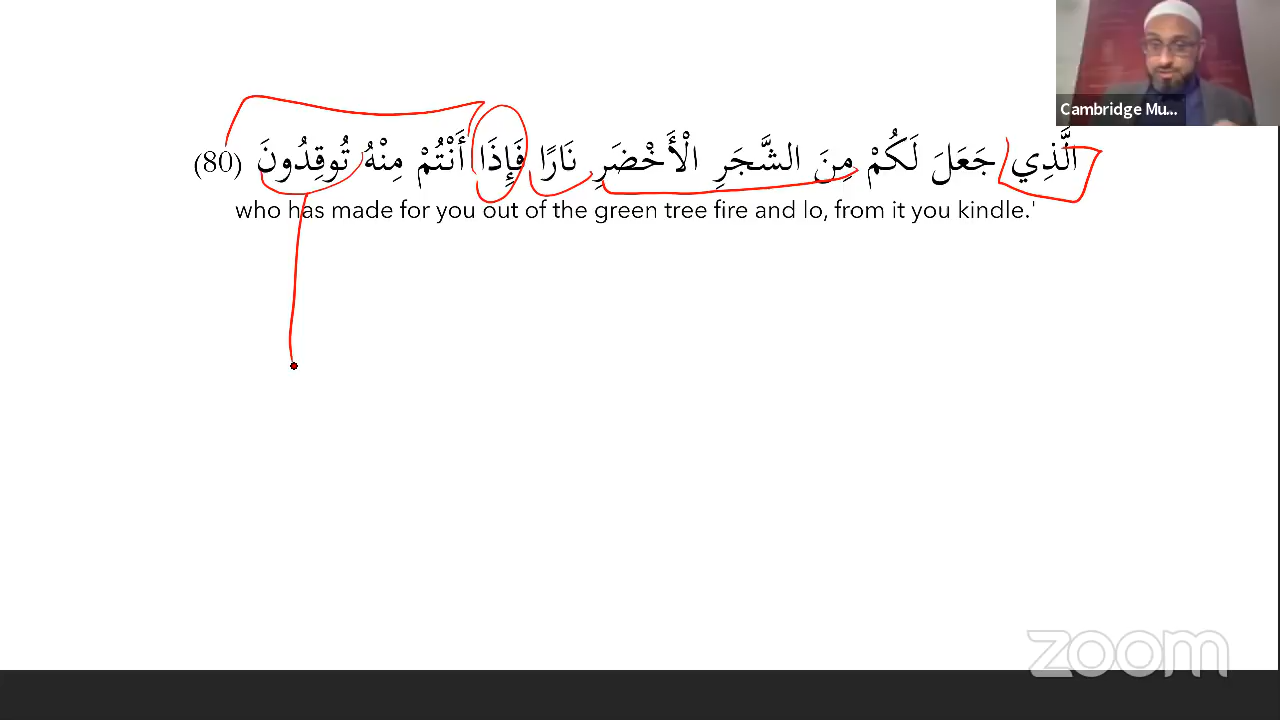 Cambridge Mu...
الَّذِي جَعَلَ لَكُمْ مِنَ الشَّجَرِ الْأَخْضَرِ نَارًا فَإِذَا أَنْتُمْ مِنْهُ تُوقِدُونَ (80)
who has made for you out of the green tree fire and lo, from it you kindle.'
zoom